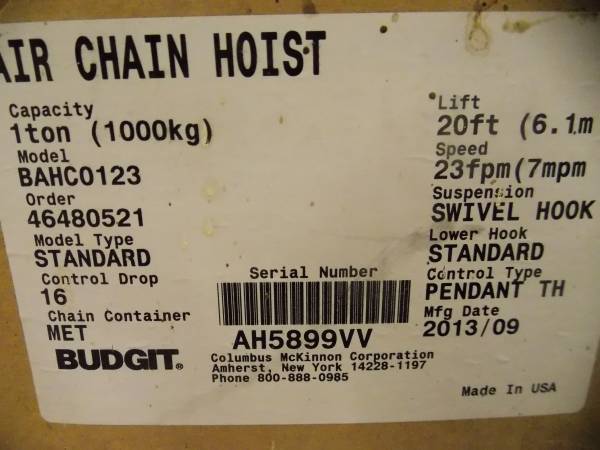 AIR CHAIN HOIST
Capacity
1ton (1000kg)
Model
BAHC0123
Order
46480521
Model Type
STANDARD
Control Drop
16
Chain Container
MET
BUDGIT®
Lift
20ft (6.1m
Speed
23fpm(7mpm
Suspension
SWIVEL HOOK
Lower Hook
STANDARD
Control Type
PENDANT TH
Mfg Date
2013/09
Serial Number
AH5899VV
Columbus McKinnon Corporation
Amherst, New York 14228-1197
Phone 800-888-0985
Made In USA